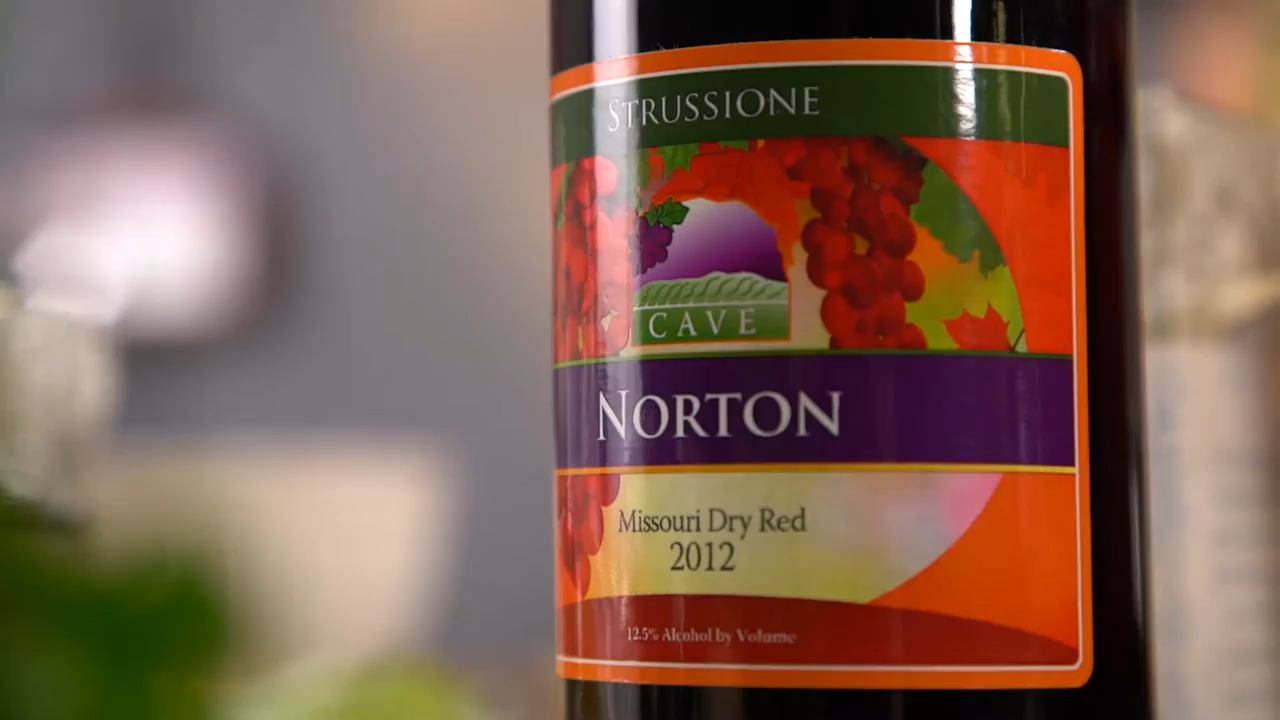 STRUSSIONE
CAVE
NORTON
Missouri Dry Red
2012
12.5% Alcohol by Volume